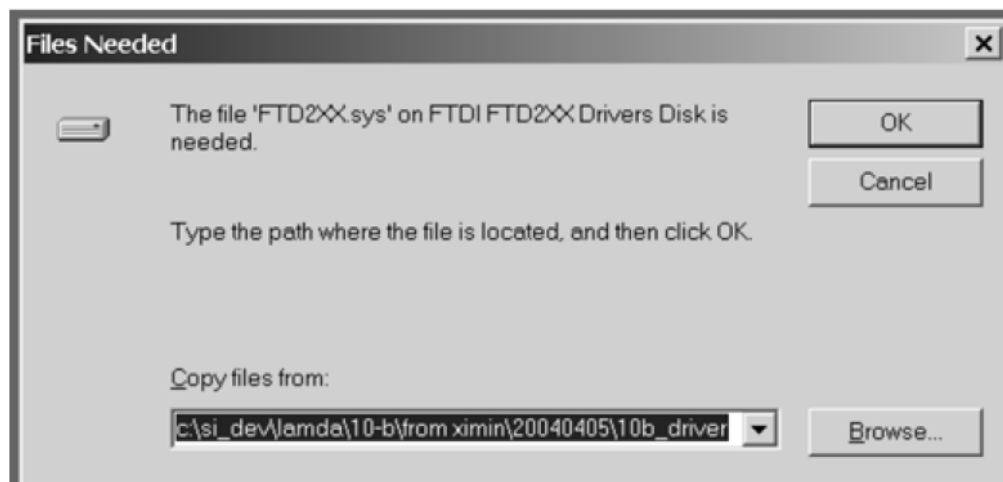 Files Needed
The file 'FTD2XX.sys' on FTDI FTD2XX Drivers Disk is
needed.
OK
Cancel
Type the path where the file is located, and then click OK.
Copy files from:
c:\si_dev\lamda\10-b\from ximin\20040405\10b_driver
Browse...